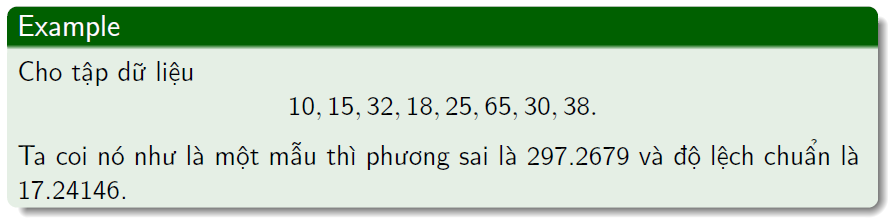 Example
Cho tập dữ liệu
10, 15, 32, 18, 25, 65, 30, 38.
Ta coi nó như là một mẫu thì phương sai là 297.2679 và độ lệch chuẩn là
17.24146.